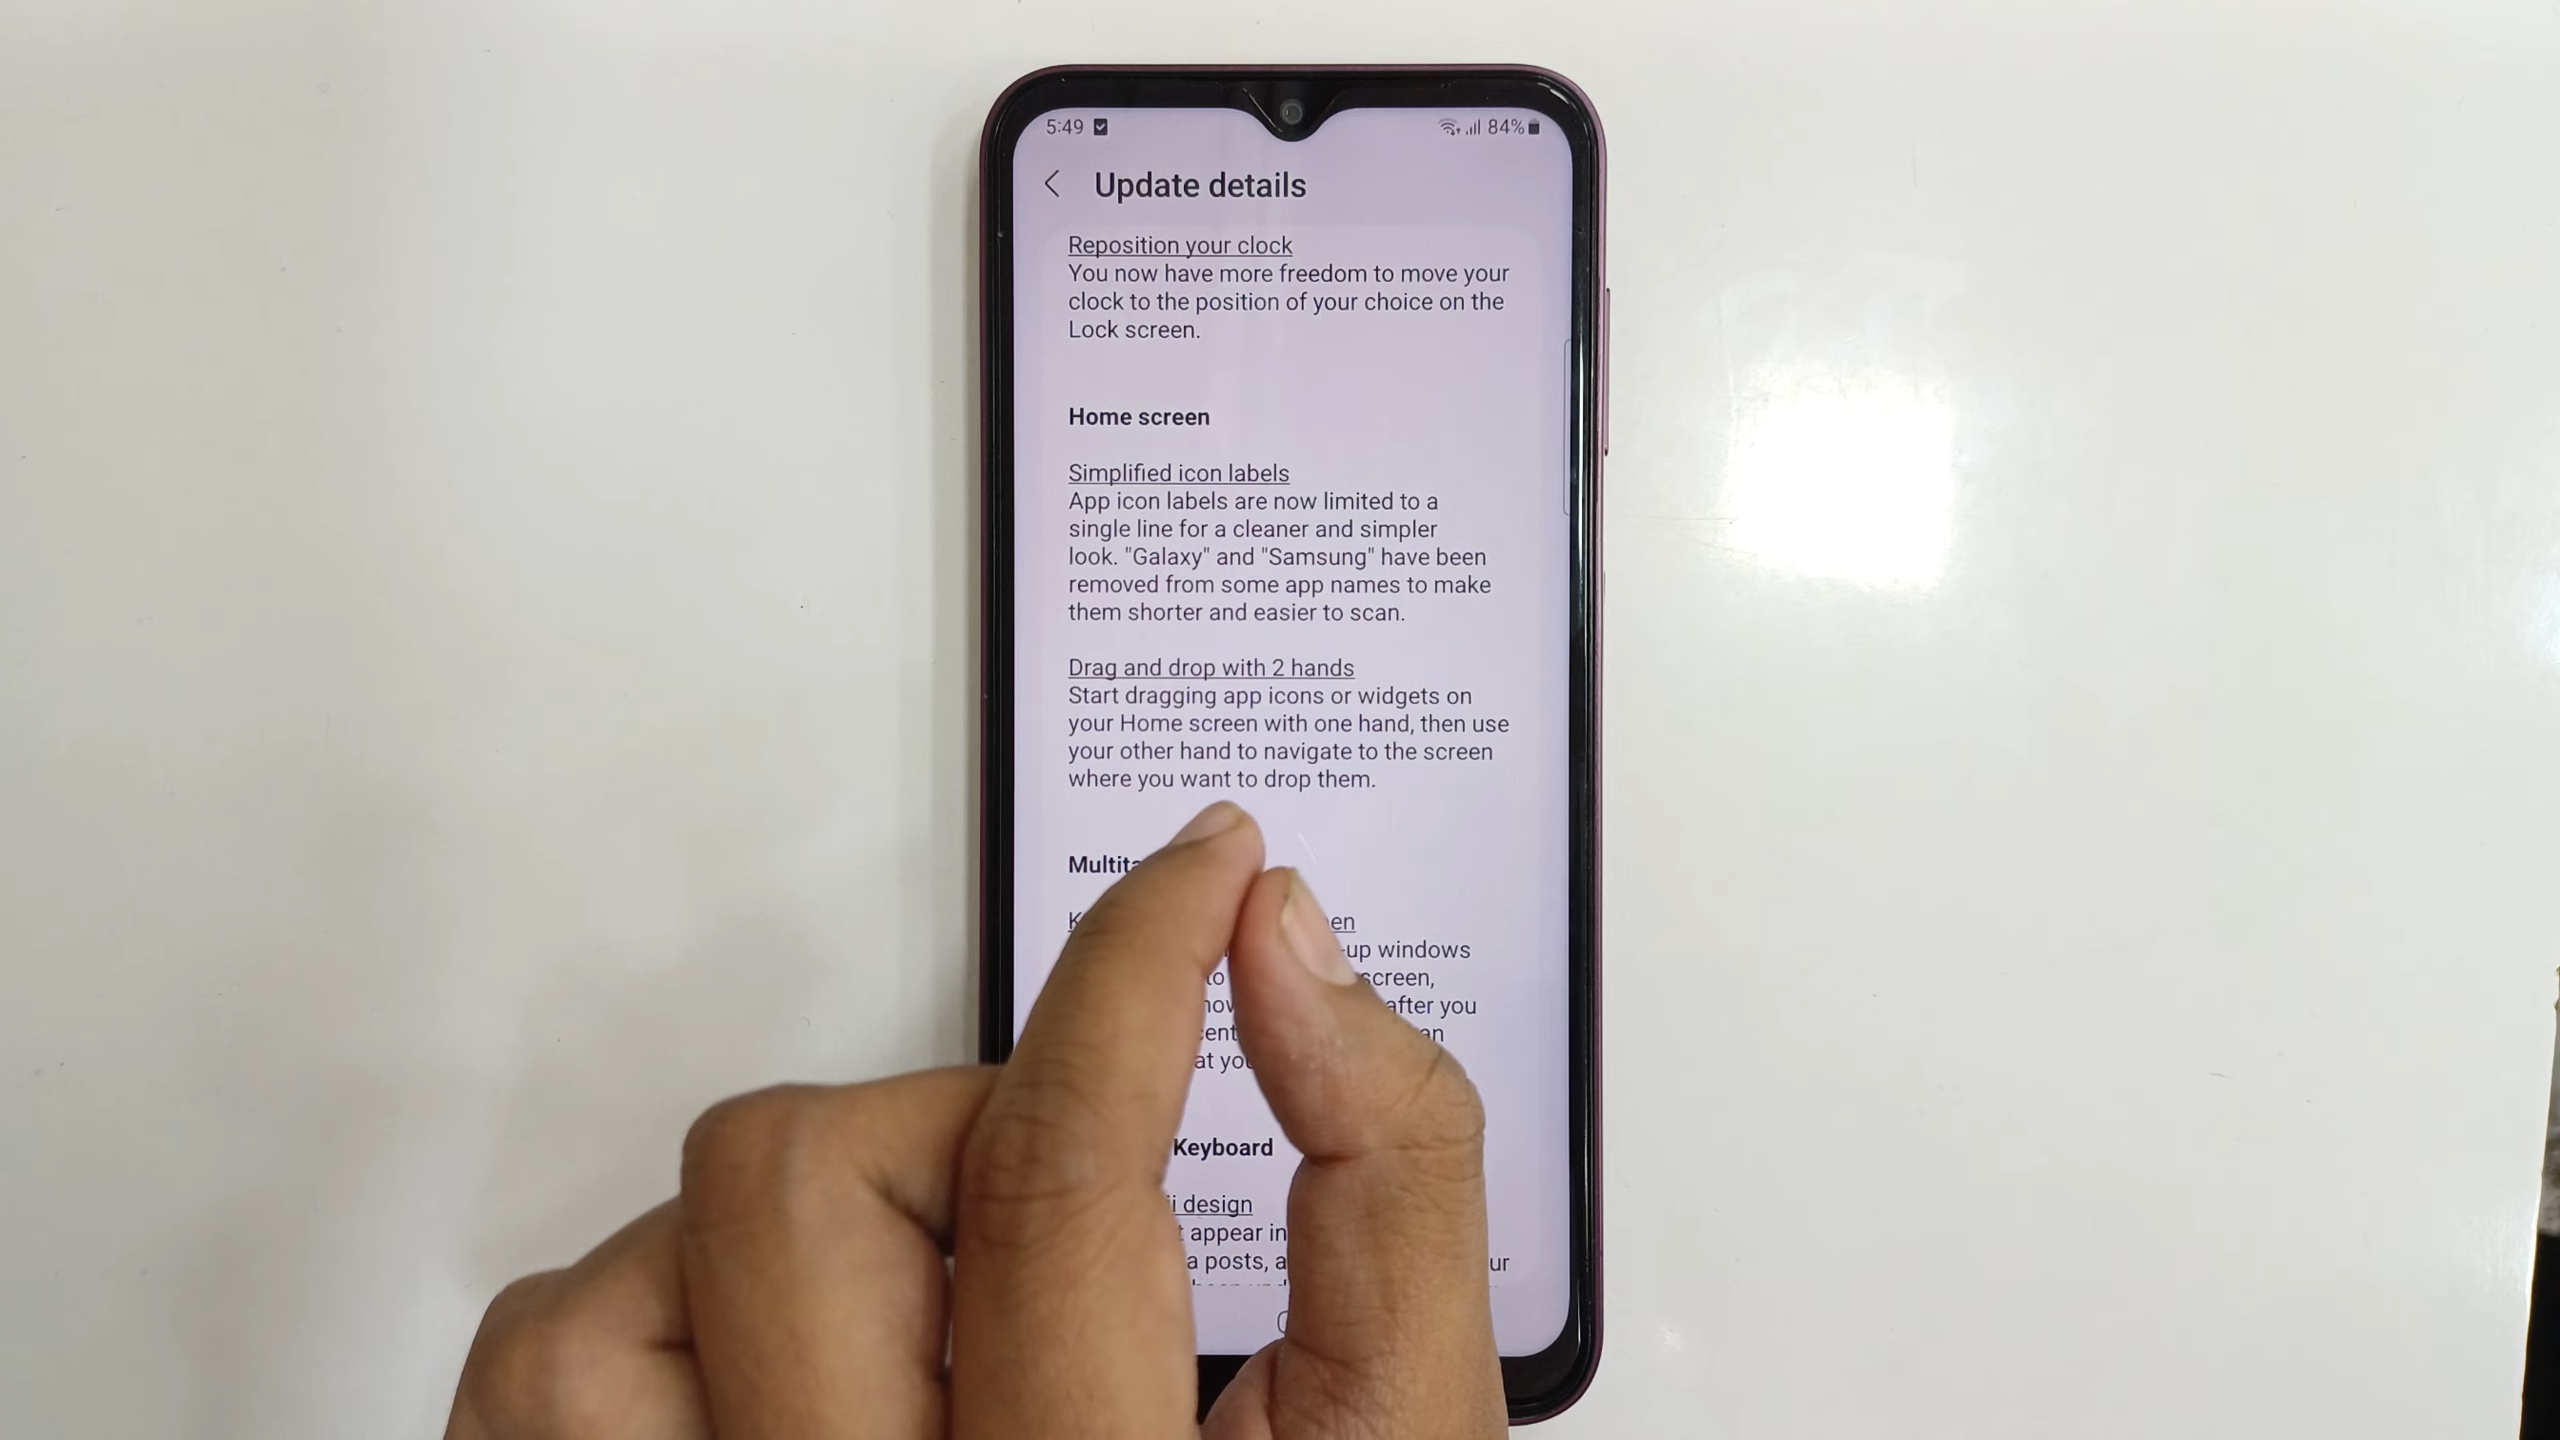 5:49
84%
Update details
Reposition your clock
You now have more freedom to move your
clock to the position of your choice on the
Lock screen.
Home screen
Simplified icon labels
App icon labels are now limited to a
single line for a cleaner and simpler
look. "Galaxy" and "Samsung" have been
removed from some app names to make
them shorter and easier to scan.
Drag and drop with 2 hands
Start dragging app icons or widgets on
your Home screen with one hand, then use
your other hand to navigate to the screen
where you want to drop them.
-up windows
to screen,
after you
Keyboard
design
appear in
posts,